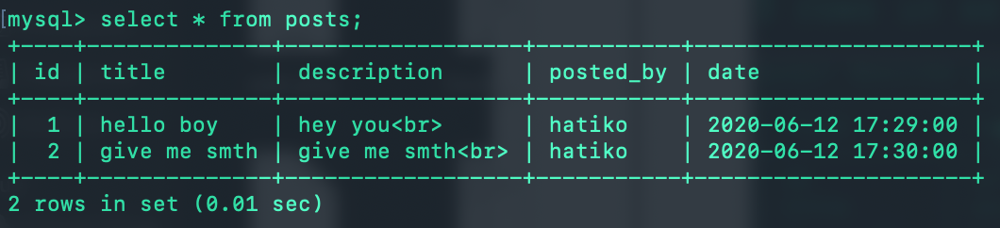 [mysql> select * from posts;
+----+--------------+------------------+-----------+---------------------+
| id | title        | description      | posted_by | date                |
+----+--------------+------------------+-----------+---------------------+
|  1 | hello boy    | hey you<br>      | hatiko    | 2020-06-12 17:29:00 |
|  2 | give me smth | give me smth<br> | hatiko    | 2020-06-12 17:30:00 |
+----+--------------+------------------+-----------+---------------------+
2 rows in set (0.01 sec)